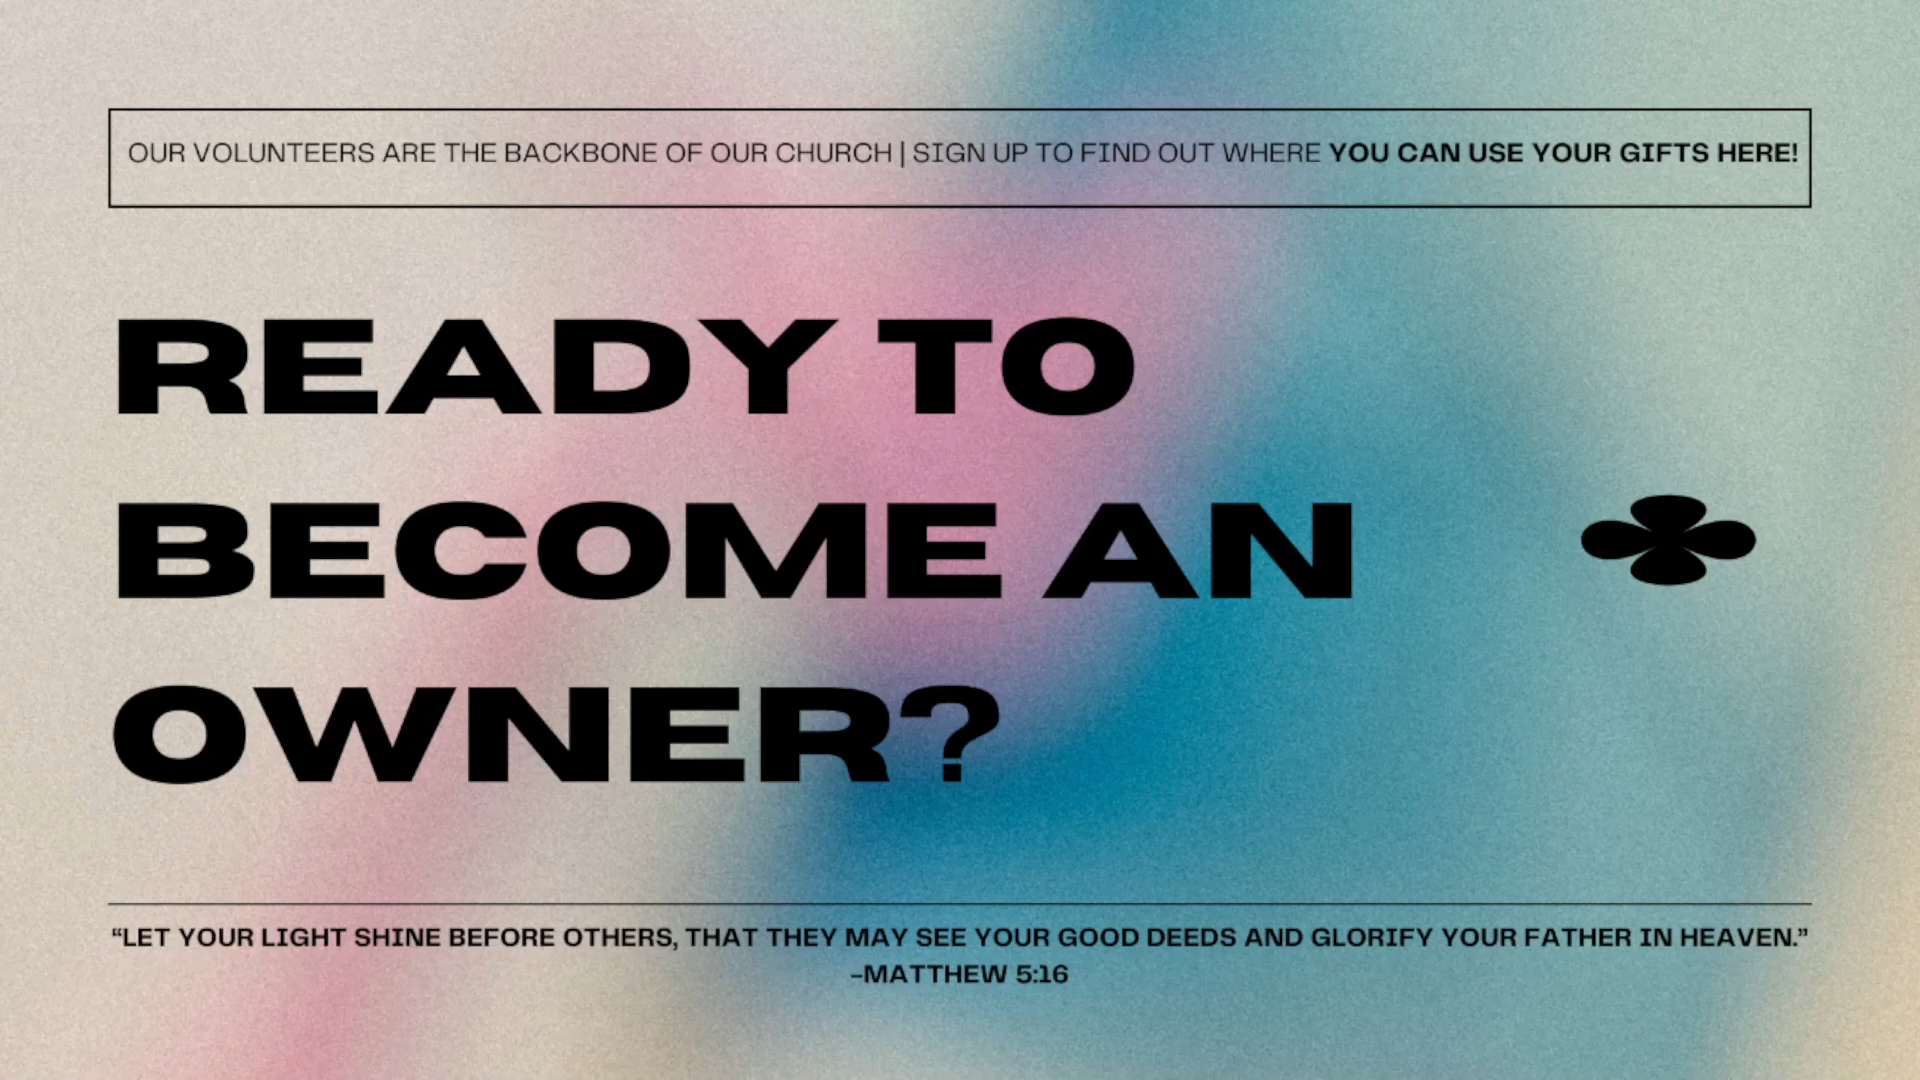 OUR VOLUNTEERS ARE THE BACKBONE OF OUR CHURCH | SIGN UP TO FIND OUT WHERE YOU CAN USE YOUR GIFTS HERE!
READY TO
BECOME AN
OWNER?
“LET YOUR LIGHT SHINE BEFORE OTHERS, THAT THEY MAY SEE YOUR GOOD DEEDS AND GLORIFY YOUR FATHER IN HEAVEN.”
–MATTHEW 5:16